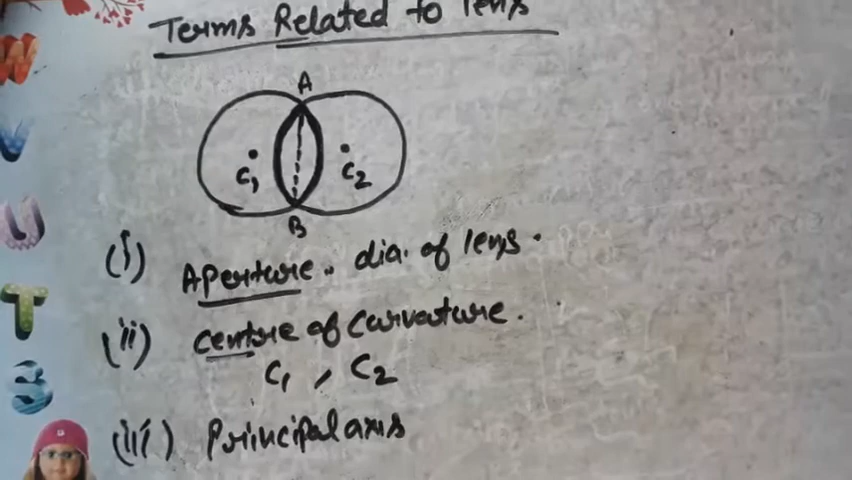 Terms Related to lens
A
C1 C2
B
(i) Aperture. dia. of lens.
(ii) centre of curvature.
C1, C2
(iii) Principal axis
W
V
U
T
3